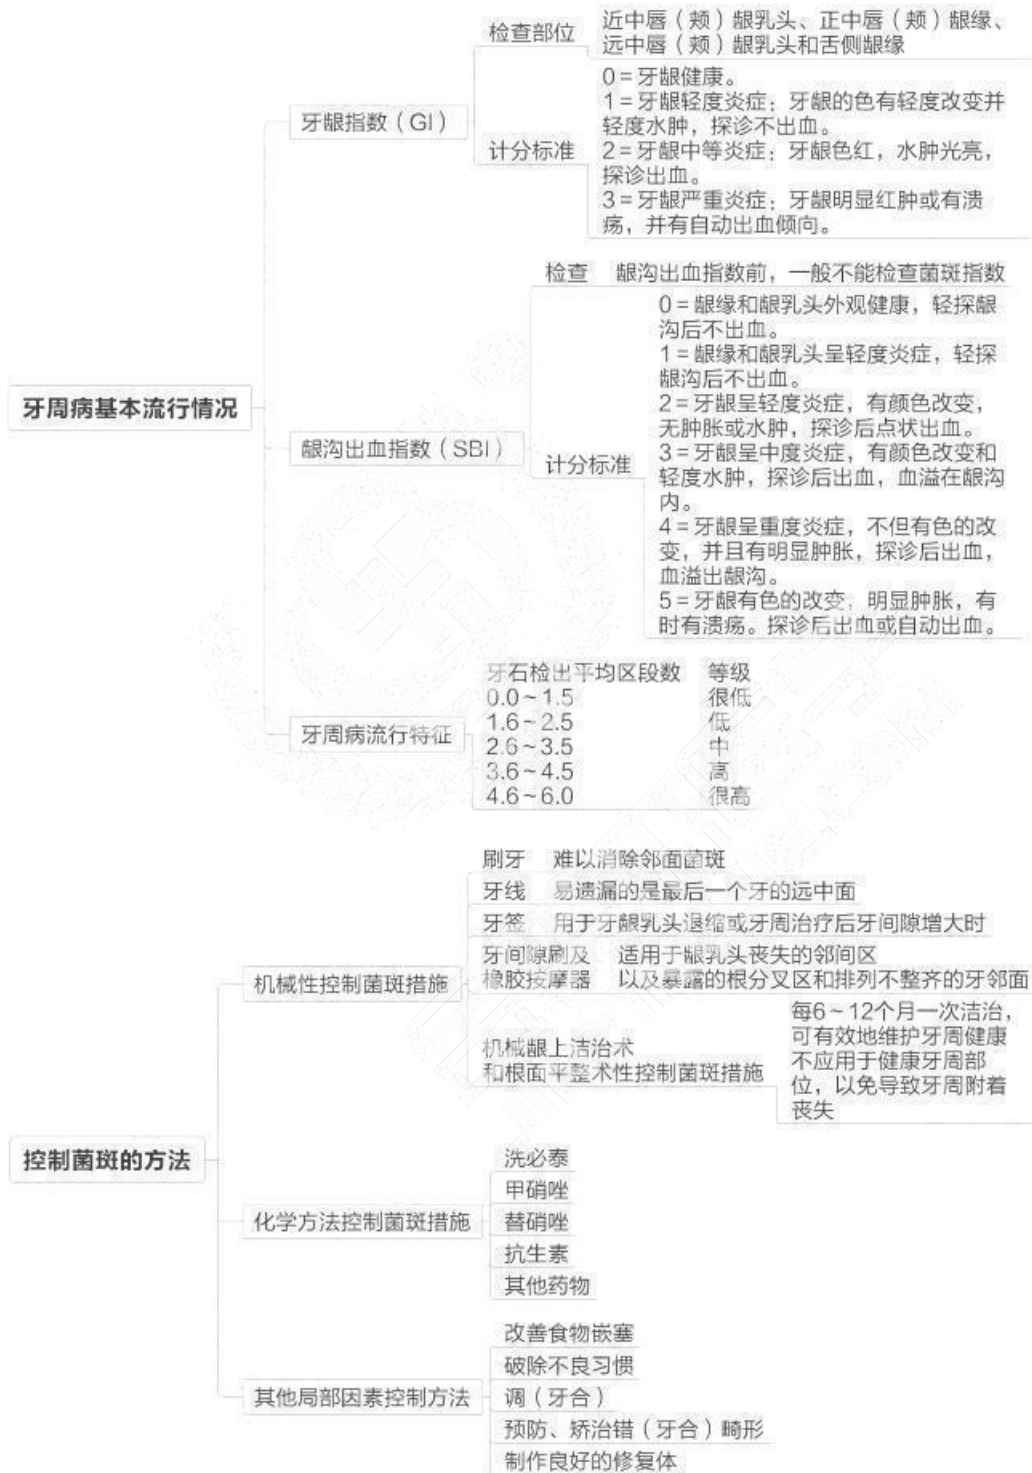 牙周病基本流行情况
牙龈指数（GI）
检查部位
近中唇（颊）龈乳头、正中唇（颊）龈缘、
远中唇（颊）龈乳头和舌侧龈缘
计分标准
0＝牙龈健康。
1＝牙龈轻度炎症；牙龈的色有轻度改变并
轻度水肿，探诊不出血。
2＝牙龈中等炎症；牙龈色红，水肿光亮，
探诊出血。
3＝牙龈严重炎症；牙龈明显红肿或有溃
疡，并有自动出血倾向。
龈沟出血指数（SBI）
检查
龈沟出血指数前，一般不能检查菌斑指数
计分标准
0＝龈缘和龈乳头外观健康，轻探龈
沟后不出血。
1＝龈缘和龈乳头呈轻度炎症，轻探
龈沟后不出血。
2＝牙龈呈轻度炎症，有颜色改变，
无肿胀或水肿，探诊后点状出血。
3＝牙龈呈中度炎症，有颜色改变和
轻度水肿，探诊后出血，血溢在龈沟
内。
4＝牙龈呈重度炎症，不但有色的改
变，并且有明显肿胀，探诊后出血，
血溢出龈沟。
5＝牙龈有色的改变，明显肿胀，有
时有溃疡。探诊后出血或自动出血。
牙周病流行特征
牙石检出平均区段数 等级
0.0～1.5 很低
1.6～2.5 低
2.6～3.5 中
3.6～4.5 高
4.6～6.0 很高
控制菌斑的方法
机械性控制菌斑措施
刷牙 难以消除邻面菌斑
牙线 易遗漏的是最后一个牙的远中面
牙签 用于牙龈乳头退缩或牙周治疗后牙间隙增大时
牙间隙刷及 适用于龈乳头丧失的邻间区
橡胶按摩器 以及暴露的根分叉区和排列不整齐的牙邻面
机械龈上洁治术
和根面平整术性控制菌斑措施
每6～12个月一次洁治，
可有效地维护牙周健康
不应用于健康牙周部
位，以免导致牙周附着
丧失
化学方法控制菌斑措施
洗必泰
甲硝唑
替硝唑
抗生素
其他药物
其他局部因素控制方法
改善食物嵌塞
破除不良习惯
调（牙合）
预防、矫治错（牙合）畸形
制作良好的修复体